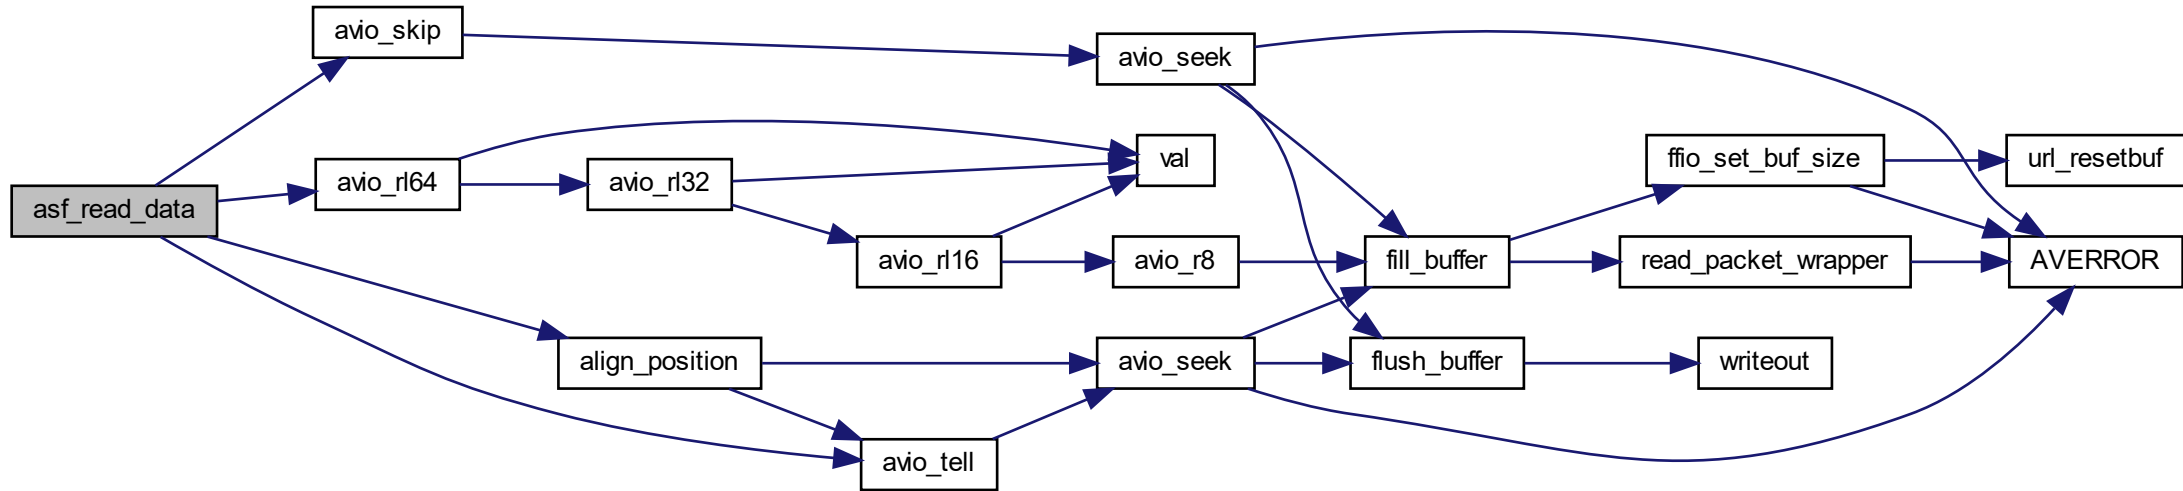 avio_skip
avio_seek
ffio_set_buf_size
url_resetbuf
val
asf_read_data
avio_rl64
avio_rl32
avio_rl16
avio_r8
fill_buffer
read_packet_wrapper
AVERROR
align_position
avio_seek
flush_buffer
writeout
avio_tell